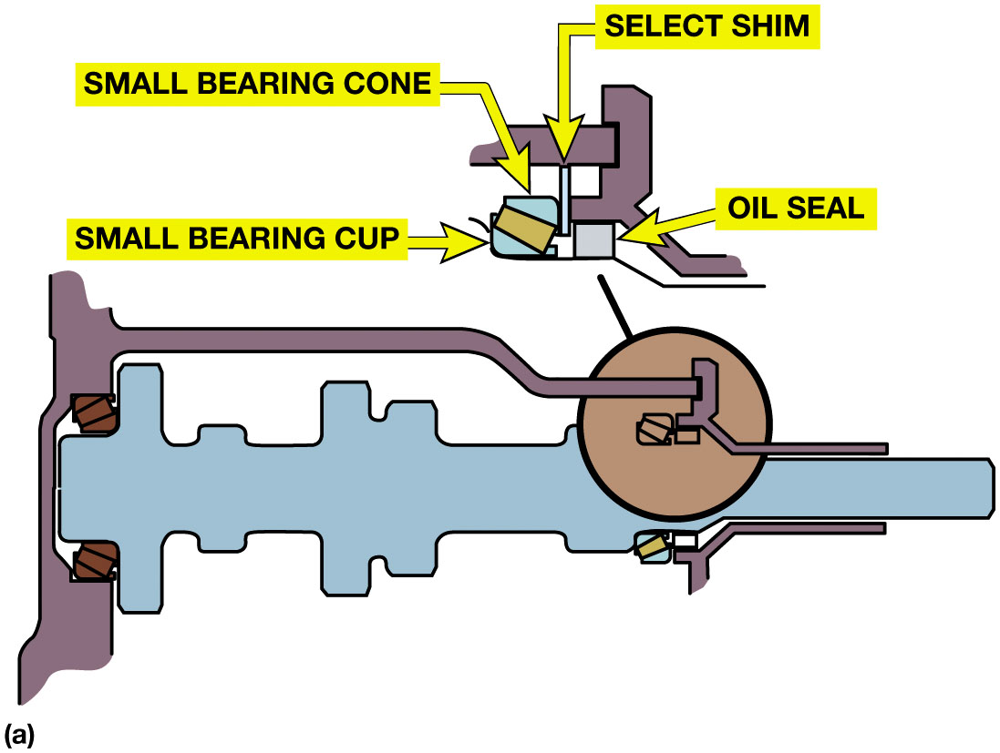 SELECT SHIM
SMALL BEARING CONE
OIL SEAL
SMALL BEARING CUP
(a)